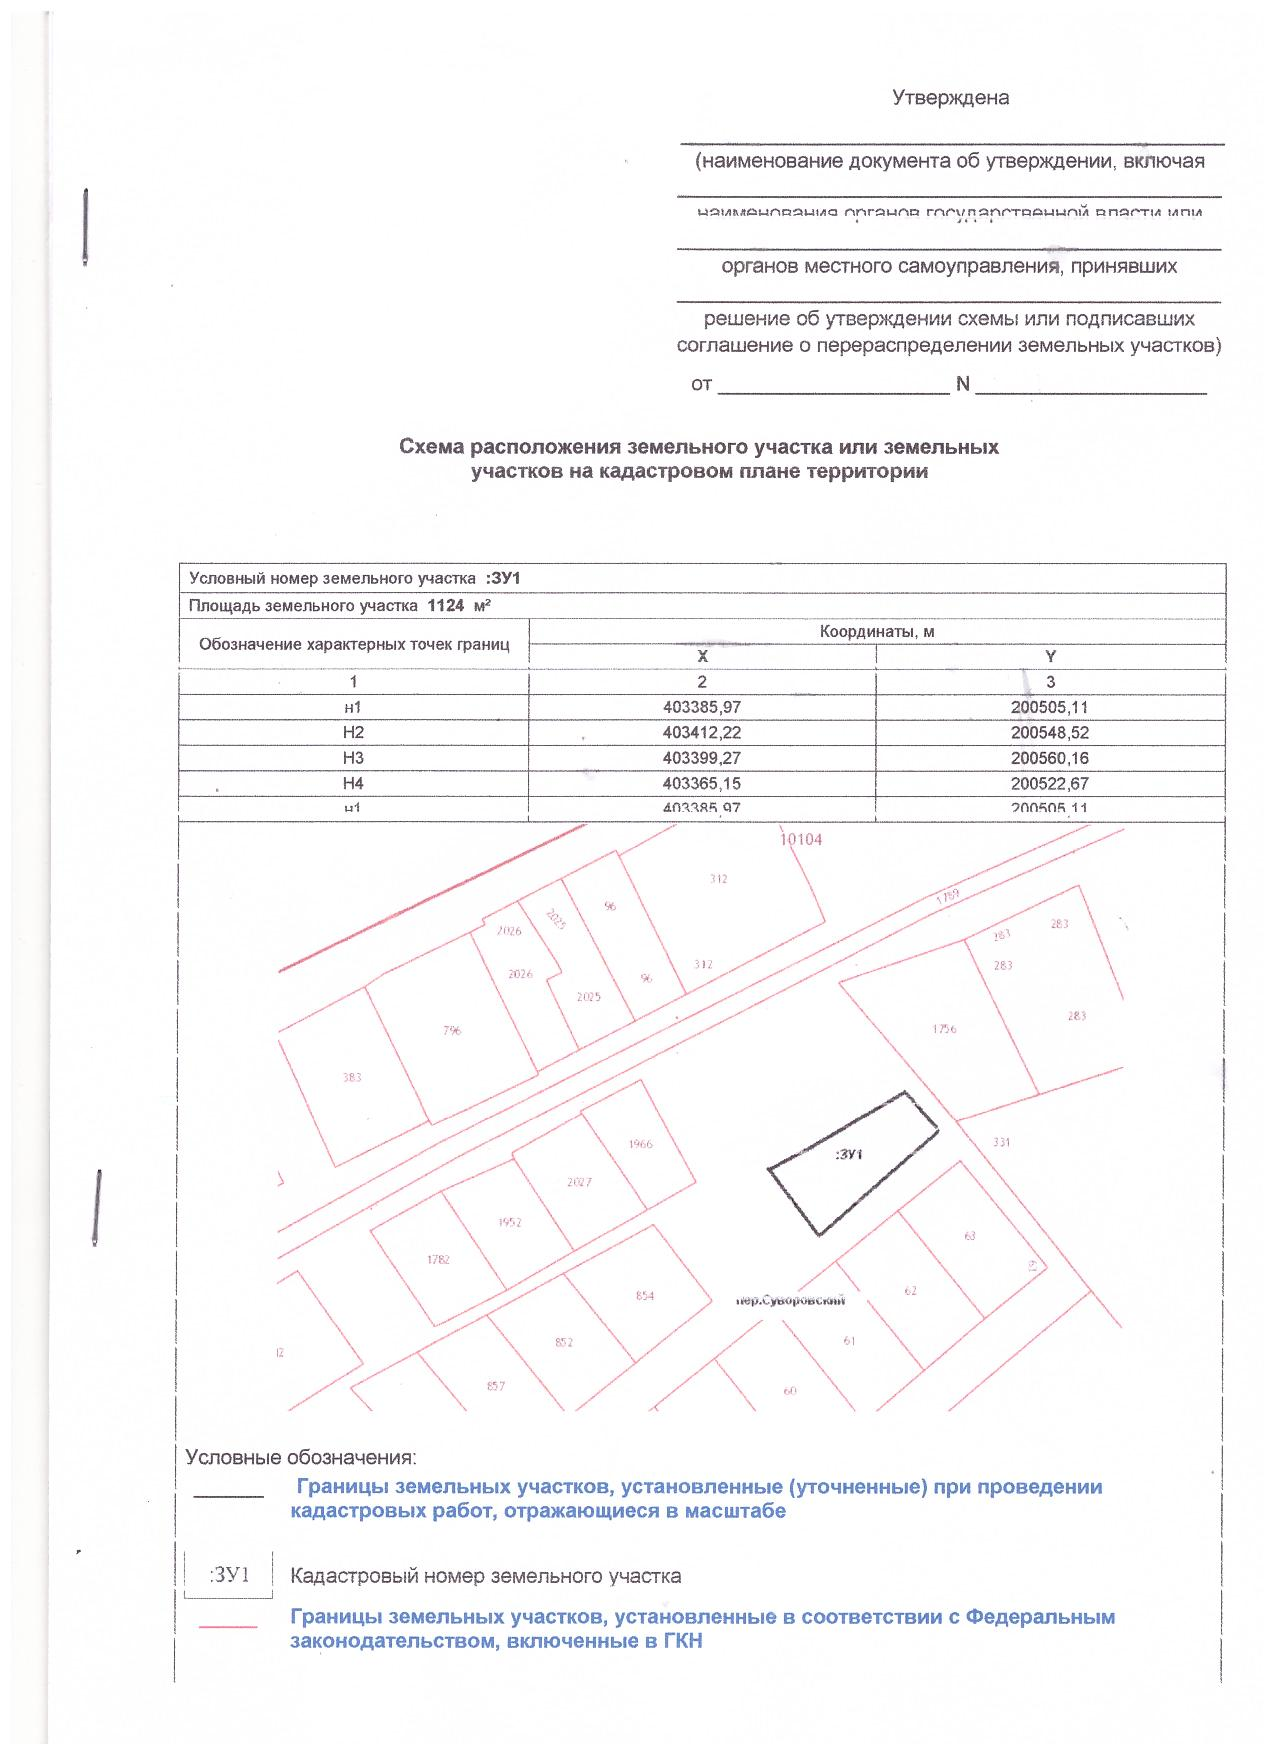 Утверждена
(наименование документа об утверждении, включая
наименования органов государственной власти или
органов местного самоуправления, принявших
решение об утверждении схемы или подписавших
соглашение о перераспределении земельных участков)
от ____________________ N ____________________
Схема расположения земельного участка или земельных
участков на кадастровом плане территории
Условный номер земельного участка :ЗУ1
Площадь земельного участка 1124 м²
Обозначение характерных точек границ
Координаты, м
X Y
1 2 3
н1 403385,97 200505,11
Н2 403412,22 200548,52
Н3 403399,27 200560,16
Н4 403365,15 200522,67
н1 403385,97 200505,11
10104
312
1789
96
2025
2026
283
283
312
283
2026
96
2025
283
796
1756
383
:ЗУ1
1966
331
2027
1952
63
1782
61
62
854
пер.Суворовский
852
61
12
857
60
Условные обозначения:
Границы земельных участков, установленные (уточненные) при проведении
кадастровых работ, отражающиеся в масштабе
:ЗУ1 Кадастровый номер земельного участка
Границы земельных участков, установленные в соответствии с Федеральным
законодательством, включенные в ГКН